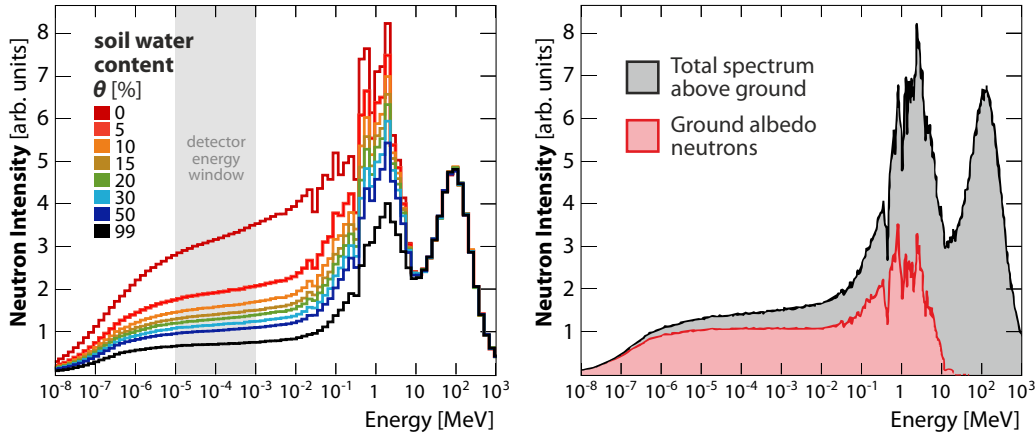 8
7
6
5
4
3
2
1
Neutron Intensity [arb. units]
soil water
content
θ [%]
0
5
10
15
20
30
50
99
detector
energy
window
10⁻⁸ 10⁻⁷ 10⁻⁶ 10⁻⁵ 10⁻⁴ 10⁻³ 10⁻² 10⁻¹ 1 10 10² 10³
Energy [MeV]
8
7
6
5
4
3
2
1
Neutron Intensity [arb. units]
Total spectrum
above ground
Ground albedo
neutrons
10⁻⁸ 10⁻⁷ 10⁻⁶ 10⁻⁵ 10⁻⁴ 10⁻³ 10⁻² 10⁻¹ 1 10 10² 10³
Energy [MeV]